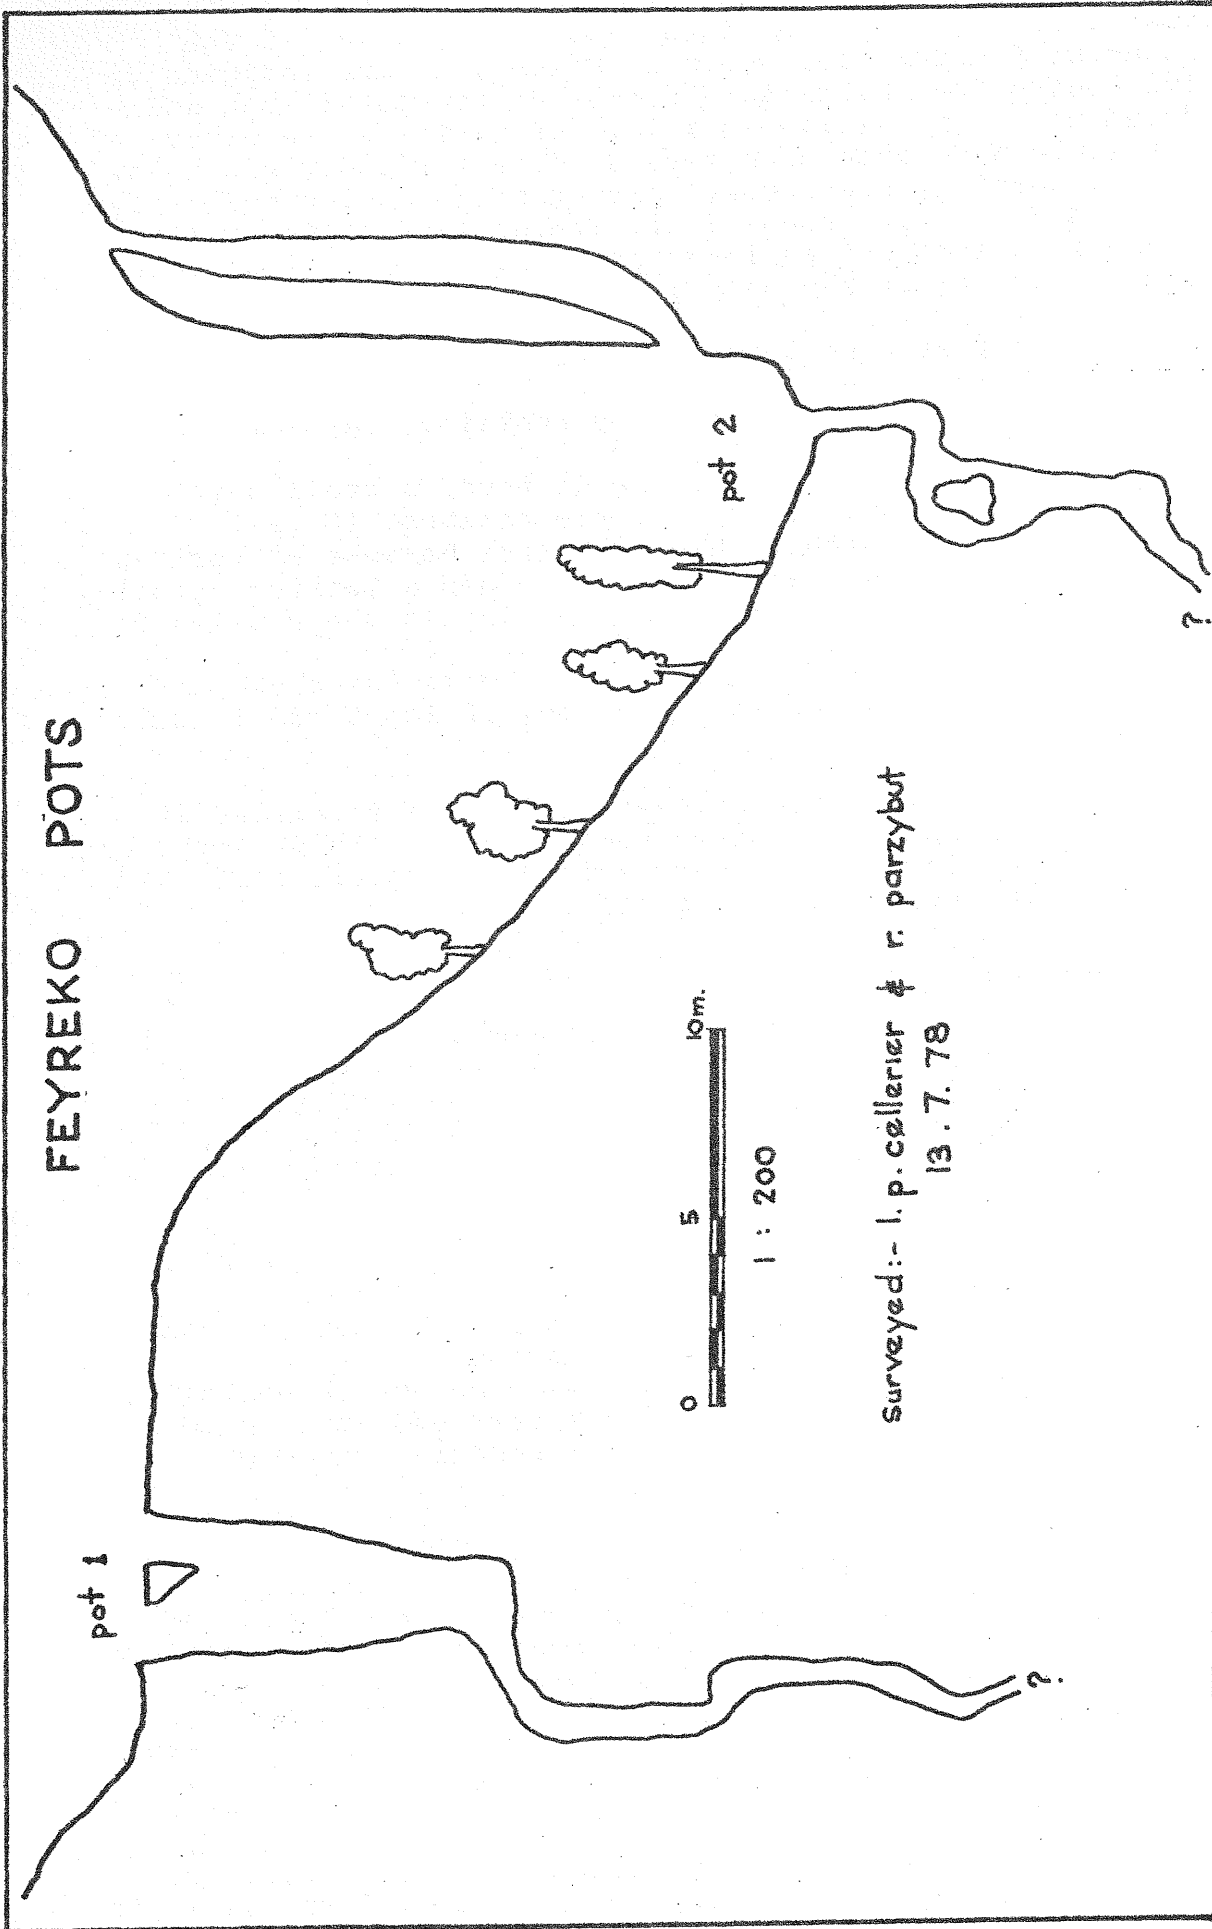 FEYREKO POTS
pot 1
pot 2
0 5 10m.
1 : 200
surveyed:- l. p. cellerier & r. parzybut
13. 7. 78
?.
?